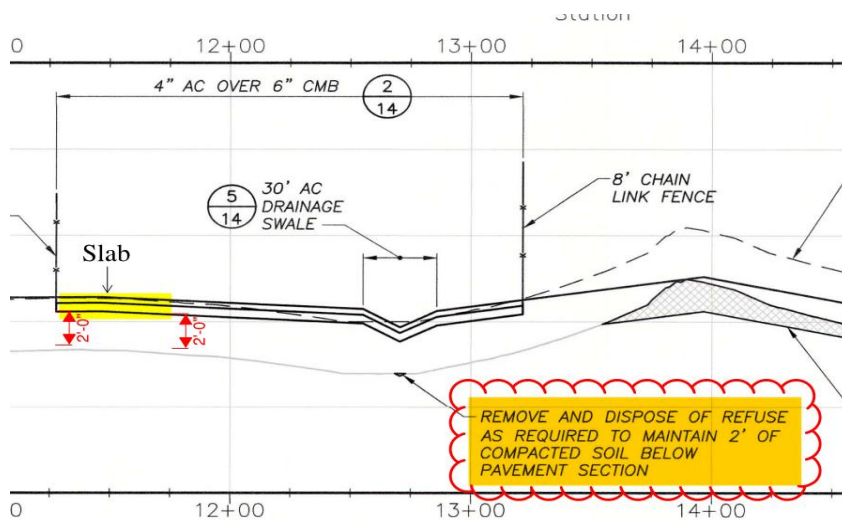 Station
0
12+00
13+00
14+00
4" AC OVER 6" CMB
2
14
5
14
30' AC
DRAINAGE
SWALE
8' CHAIN
LINK FENCE
Slab
2'-0"
2'-0"
REMOVE AND DISPOSE OF REFUSE
AS REQUIRED TO MAINTAIN 2' OF
COMPACTED SOIL BELOW
PAVEMENT SECTION
0
12+00
13+00
14+00